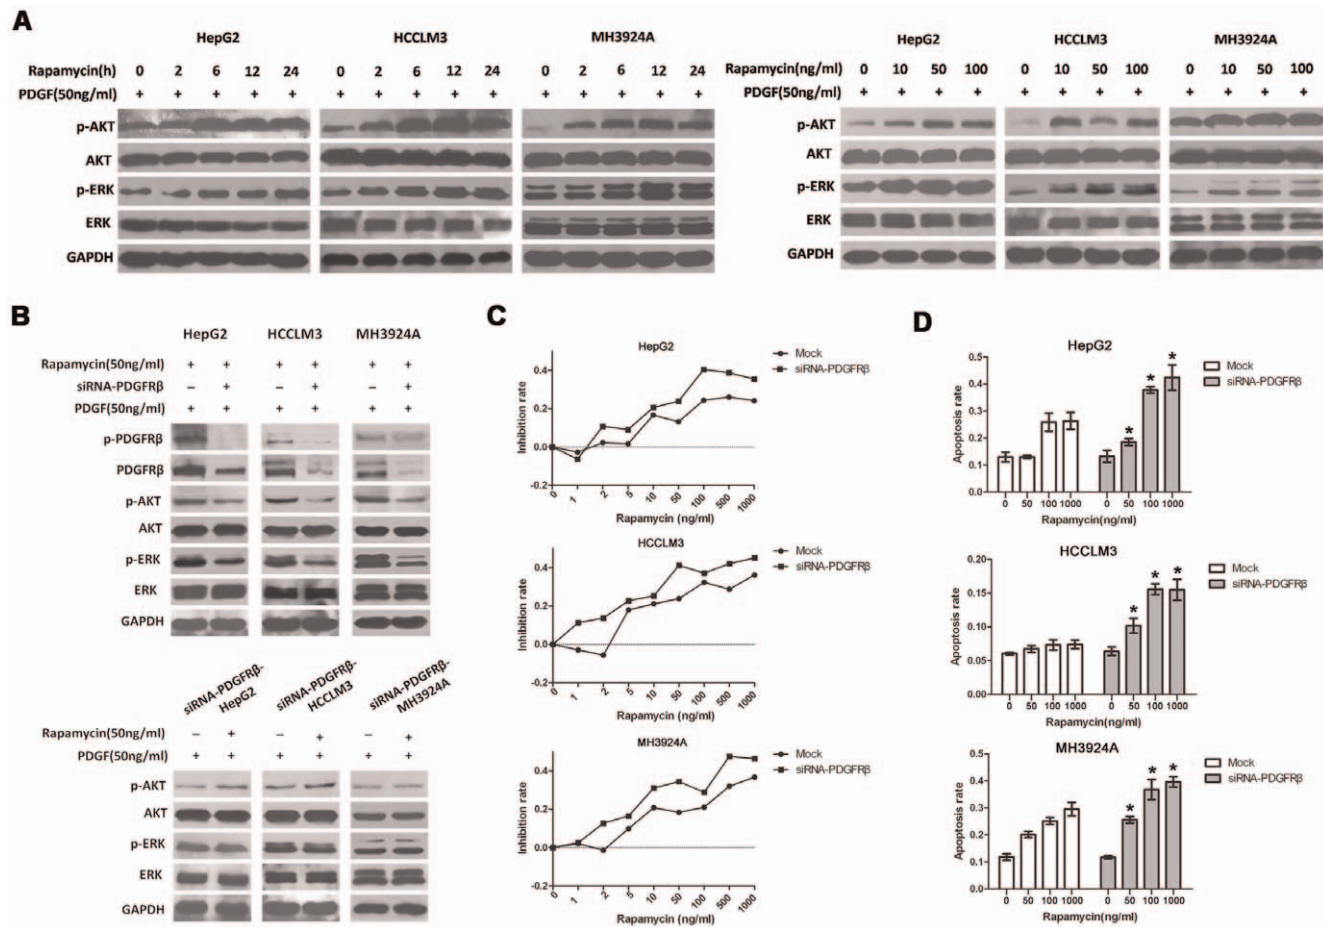 A
HepG2 HCCLM3 MH3924A
Rapamycin(h) 0 2 6 12 24 0 2 6 12 24 0 2 6 12 24
PDGF(50ng/ml) + + + + + + + + + + + + + + +
p-AKT
AKT
p-ERK
ERK
GAPDH
HepG2 HCCLM3 MH3924A
Rapamycin(ng/ml) 0 10 50 100 0 10 50 100 0 10 50 100
PDGF(50ng/ml) + + + + + + + + + + + +
p-AKT
AKT
p-ERK
ERK
GAPDH
B
HepG2 HCCLM3 MH3924A
Rapamycin(50ng/ml) + + + + + +
siRNA-PDGFRβ – + – + – +
PDGF(50ng/ml) + + + + + +
p-PDGFRβ
PDGFRβ
p-AKT
AKT
p-ERK
ERK
GAPDH
siRNA-PDGFRβ-HepG2 siRNA-PDGFRβ-HCCLM3 siRNA-PDGFRβ-MH3924A
Rapamycin(50ng/ml) – + – + – +
PDGF(50ng/ml) + + + + + +
p-AKT
AKT
p-ERK
ERK
GAPDH
C
HepG2
Mock
siRNA-PDGFRβ
Inhibition rate
0.4
0.2
0.0
-0.2
0 1 2 5 10 50 100 500 1000
Rapamycin (ng/ml)
HCCLM3
Mock
siRNA-PDGFRβ
Inhibition rate
0.4
0.2
0.0
-0.2
0 1 2 5 10 50 100 500 1000
Rapamycin (ng/ml)
MH3924A
Mock
siRNA-PDGFRβ
Inhibition rate
0.4
0.2
0.0
-0.2
0 1 2 5 10 50 100 500 1000
Rapamycin (ng/ml)
D
HepG2
Mock
siRNA-PDGFRβ
Apoptosis rate
0.5
0.4
0.3
0.2
0.1
0.0
* * *
0 50 100 1000 0 50 100 1000
Rapamycin(ng/ml)
HCCLM3
Mock
siRNA-PDGFRβ
Apoptosis rate
0.20
0.15
0.10
0.05
0.00
* * *
0 50 100 1000 0 50 100 1000
Rapamycin(ng/ml)
MH3924A
Mock
siRNA-PDGFRβ
Apoptosis rate
0.5
0.4
0.3
0.2
0.1
0.0
* * *
0 50 100 1000 0 50 100 1000
Rapamycin(ng/ml)